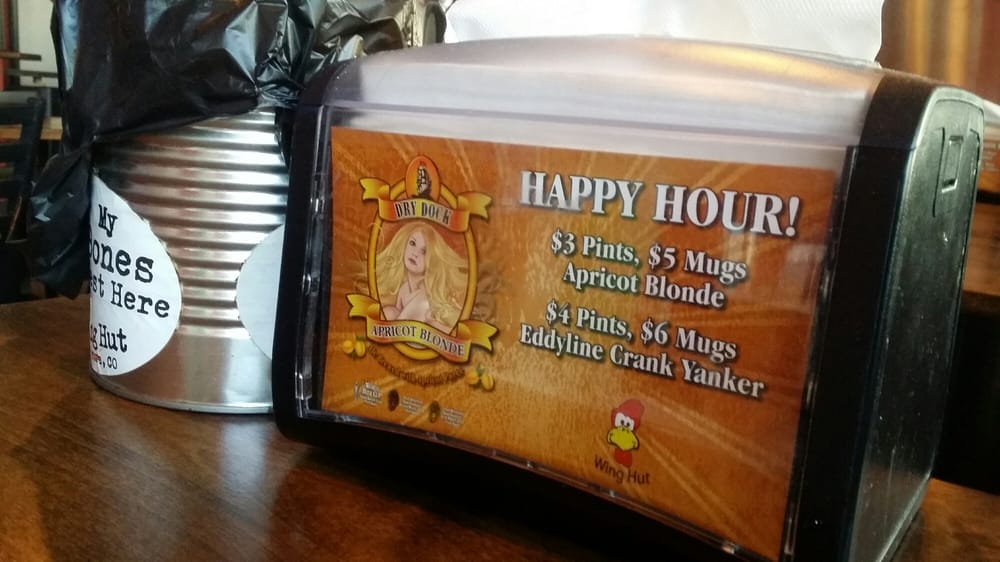 My
ones
st Here
g Hut
, CO
DRY DOCK
APRICOT BLONDE
HAPPY HOUR!
$3 Pints, $5 Mugs
Apricot Blonde
$4 Pints, $6 Mugs
Eddyline Crank Yanker
Wing Hut